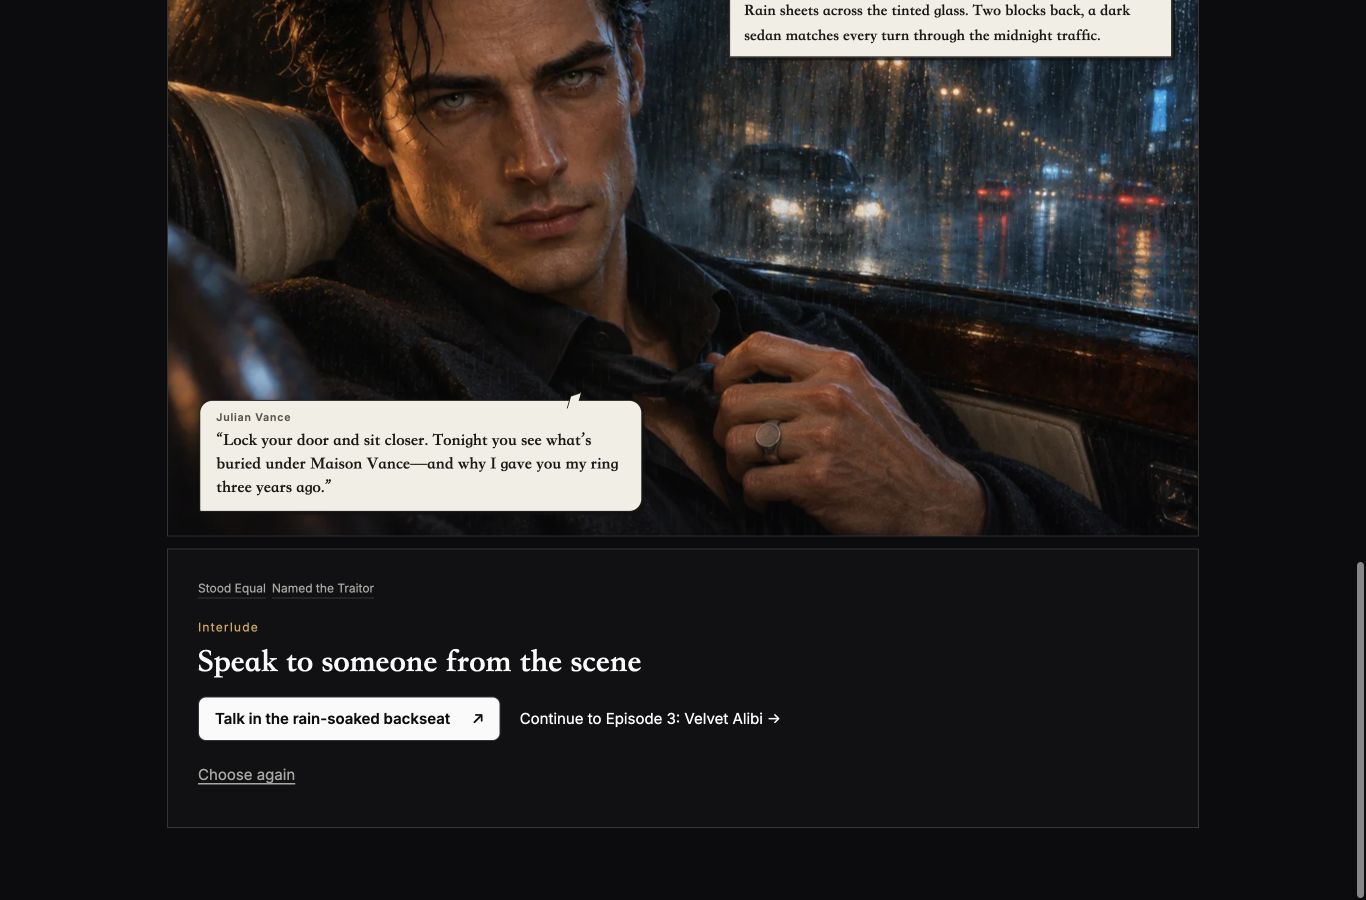 Rain sheets across the tinted glass. Two blocks back, a dark
sedan matches every turn through the midnight traffic.
Julian Vance
“Lock your door and sit closer. Tonight you see what’s
buried under Maison Vance—and why I gave you my ring
three years ago.”
Stood Equal Named the Traitor
Interlude
Speak to someone from the scene
Talk in the rain-soaked backseat ↗ Continue to Episode 3: Velvet Alibi →
Choose again